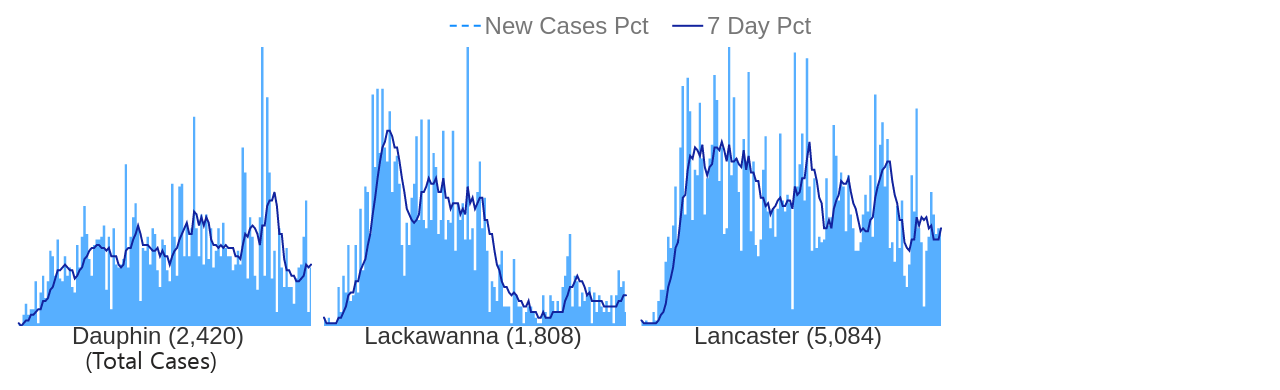 New Cases Pct 7 Day Pct
Dauphin (2,420) Lackawanna (1,808) Lancaster (5,084)
(Total Cases)